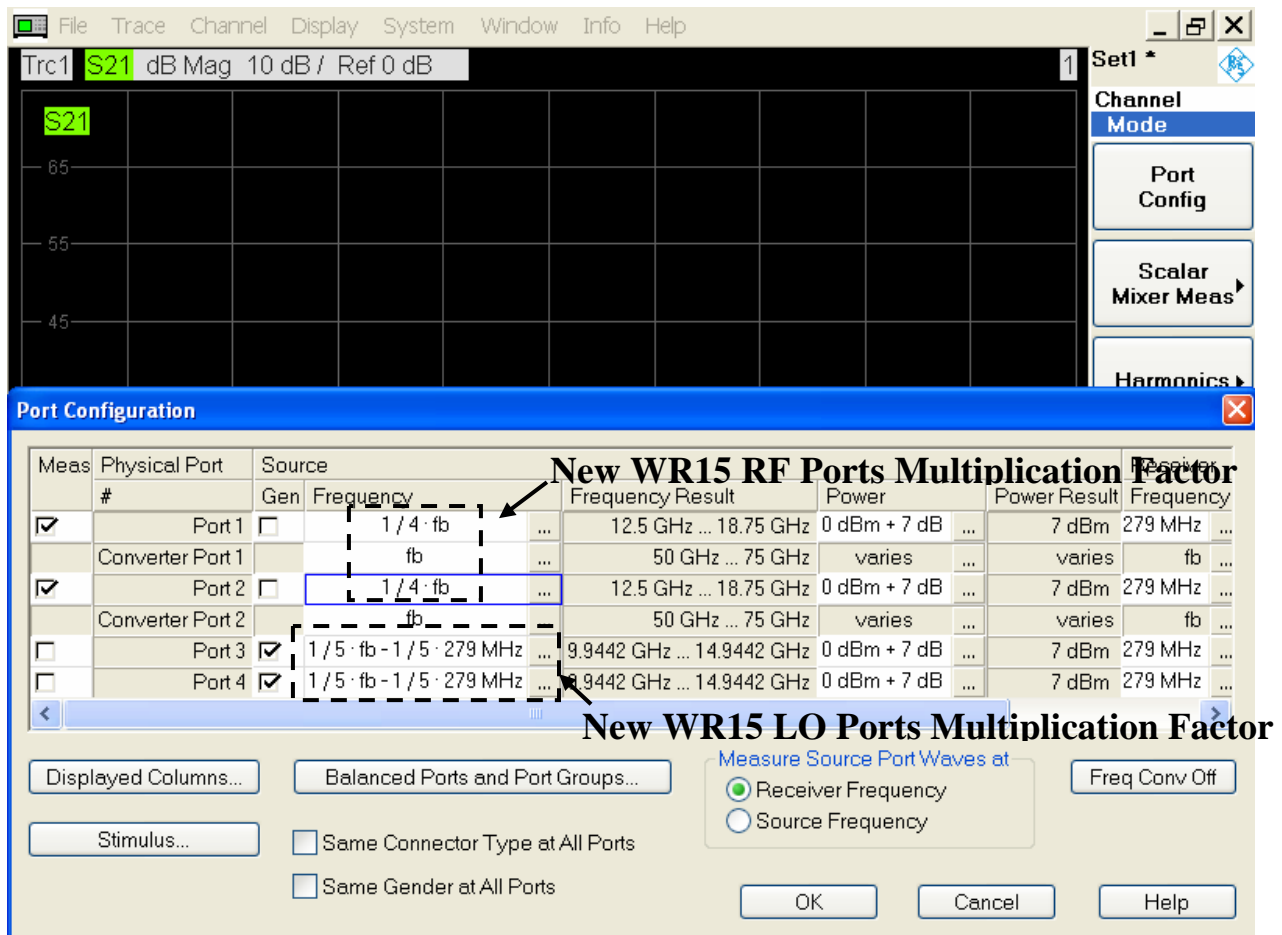 File Trace Channel Display System Window Info Help
Trc1 S21 dB Mag 10 dB / Ref 0 dB 1
Set1 *
S21
65
55
45
Channel
Mode
Port
Config
Scalar
Mixer Meas
Harmonics
Port Configuration
Meas Physical Port Source Receiver
New WR15 RF Ports Multiplication Factor
# Gen Frequency Frequency Result Power Power Result Frequency
Port 1 1 / 4 · fb ... 12.5 GHz ... 18.75 GHz 0 dBm + 7 dB ... 7 dBm 279 MHz ...
Converter Port 1 fb ... 50 GHz ... 75 GHz varies ... varies fb ...
Port 2 1 / 4 · fb ... 12.5 GHz ... 18.75 GHz 0 dBm + 7 dB ... 7 dBm 279 MHz ...
Converter Port 2 fb ... 50 GHz ... 75 GHz varies ... varies fb ...
Port 3 1 / 5 · fb - 1 / 5 · 279 MHz ... 9.9442 GHz ... 14.9442 GHz 0 dBm + 7 dB ... 7 dBm 279 MHz ...
Port 4 1 / 5 · fb - 1 / 5 · 279 MHz ... 9.9442 GHz ... 14.9442 GHz 0 dBm + 7 dB ... 7 dBm 279 MHz ...
New WR15 LO Ports Multiplication Factor
Displayed Columns...
Balanced Ports and Port Groups...
Measure Source Port Waves at
Receiver Frequency
Source Frequency
Freq Conv Off
Stimulus...
Same Connector Type at All Ports
Same Gender at All Ports
OK
Cancel
Help